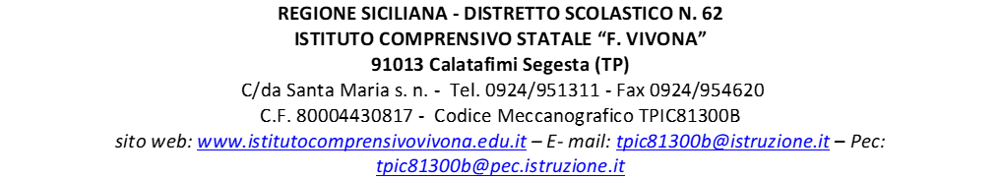 REGIONE SICILIANA - DISTRETTO SCOLASTICO N. 62
ISTITUTO COMPRENSIVO STATALE “F. VIVONA”
91013 Calatafimi Segesta (TP)
C/da Santa Maria s. n. - Tel. 0924/951311 - Fax 0924/954620
C.F. 80004430817 - Codice Meccanografico TPIC81300B
sito web: www.istitutocomprensivovivona.edu.it – E- mail: tpic81300b@istruzione.it – Pec:
tpic81300b@pec.istruzione.it